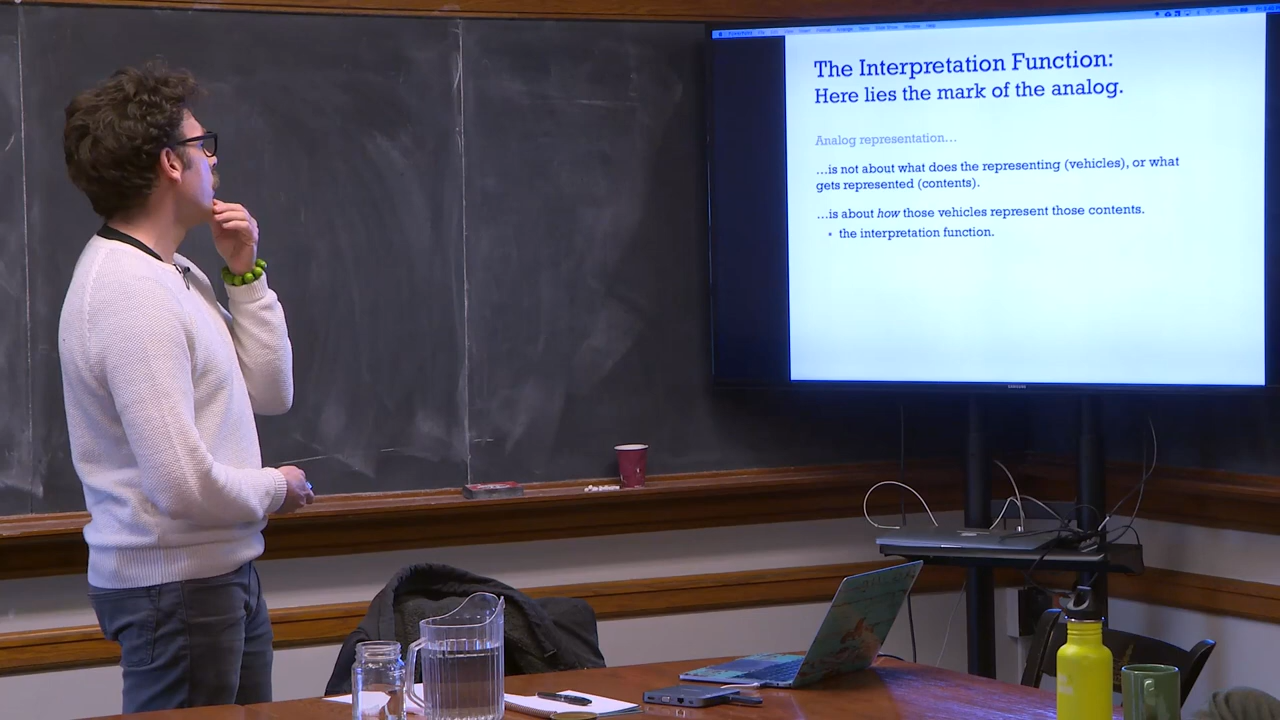 The Interpretation Function:
Here lies the mark of the analog.
Analog representation…
…is not about what does the representing (vehicles), or what
gets represented (contents).
…is about how those vehicles represent those contents.
• the interpretation function.
SAMSUNG